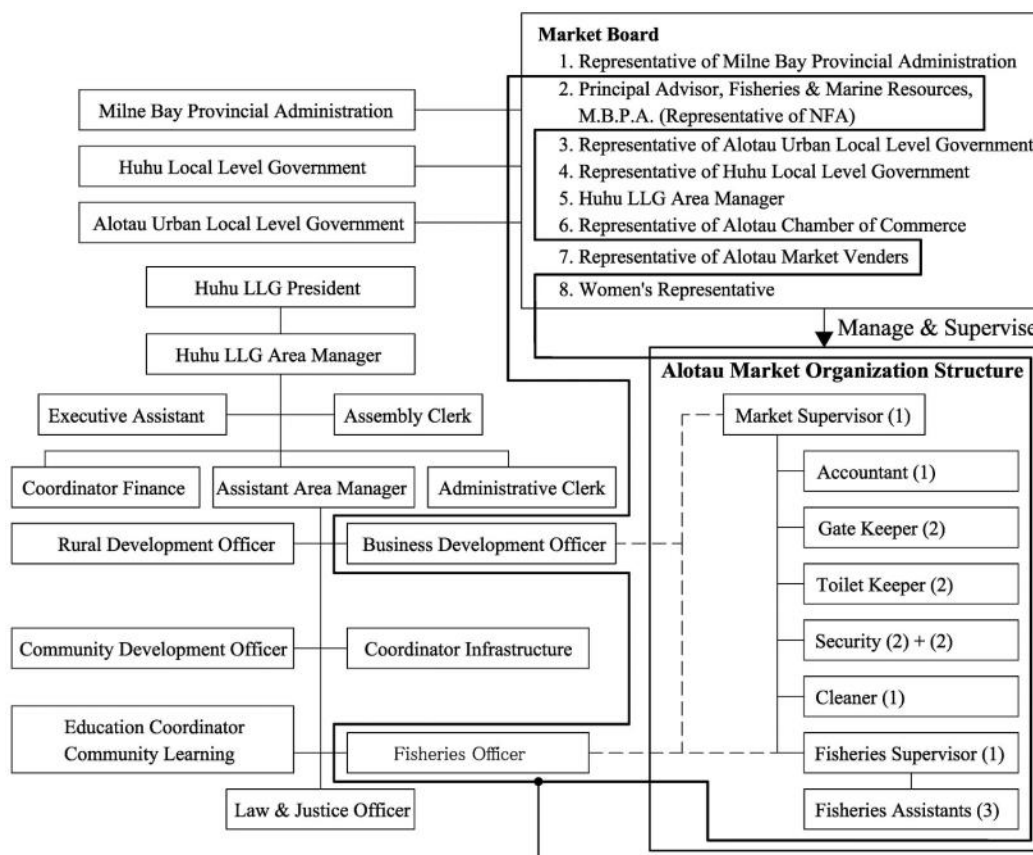 Market Board
1. Representative of Milne Bay Provincial Administration
2. Principal Advisor, Fisheries & Marine Resources,
M.B.P.A. (Representative of NFA)
3. Representative of Alotau Urban Local Level Government
4. Representative of Huhu Local Level Government
5. Huhu LLG Area Manager
6. Representative of Alotau Chamber of Commerce
7. Representative of Alotau Market Venders
8. Women's Representative
Milne Bay Provincial Administration
Huhu Local Level Government
Alotau Urban Local Level Government
Manage & Supervise
Huhu LLG President
Huhu LLG Area Manager
Executive Assistant
Assembly Clerk
Coordinator Finance
Assistant Area Manager
Administrative Clerk
Rural Development Officer
Business Development Officer
Community Development Officer
Coordinator Infrastructure
Education Coordinator
Community Learning
Fisheries Officer
Law & Justice Officer
Alotau Market Organization Structure
Market Supervisor (1)
Accountant (1)
Gate Keeper (2)
Toilet Keeper (2)
Security (2) + (2)
Cleaner (1)
Fisheries Supervisor (1)
Fisheries Assistants (3)